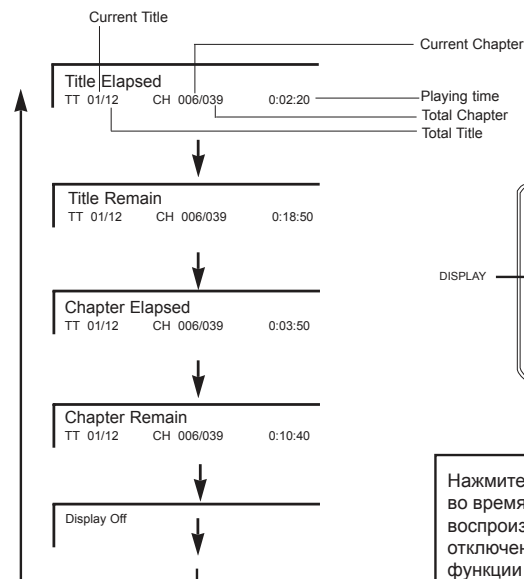 Current Title
Current Chapter
Title Elapsed
TT 01/12 CH 006/039 0:02:20
Playing time
Total Chapter
Total Title
Title Remain
TT 01/12 CH 006/039 0:18:50
DISPLAY
Chapter Elapsed
TT 01/12 CH 006/039 0:03:50
Chapter Remain
TT 01/12 CH 006/039 0:10:40
Display Off
Нажмите
во время
воспроиз
отключен
функции